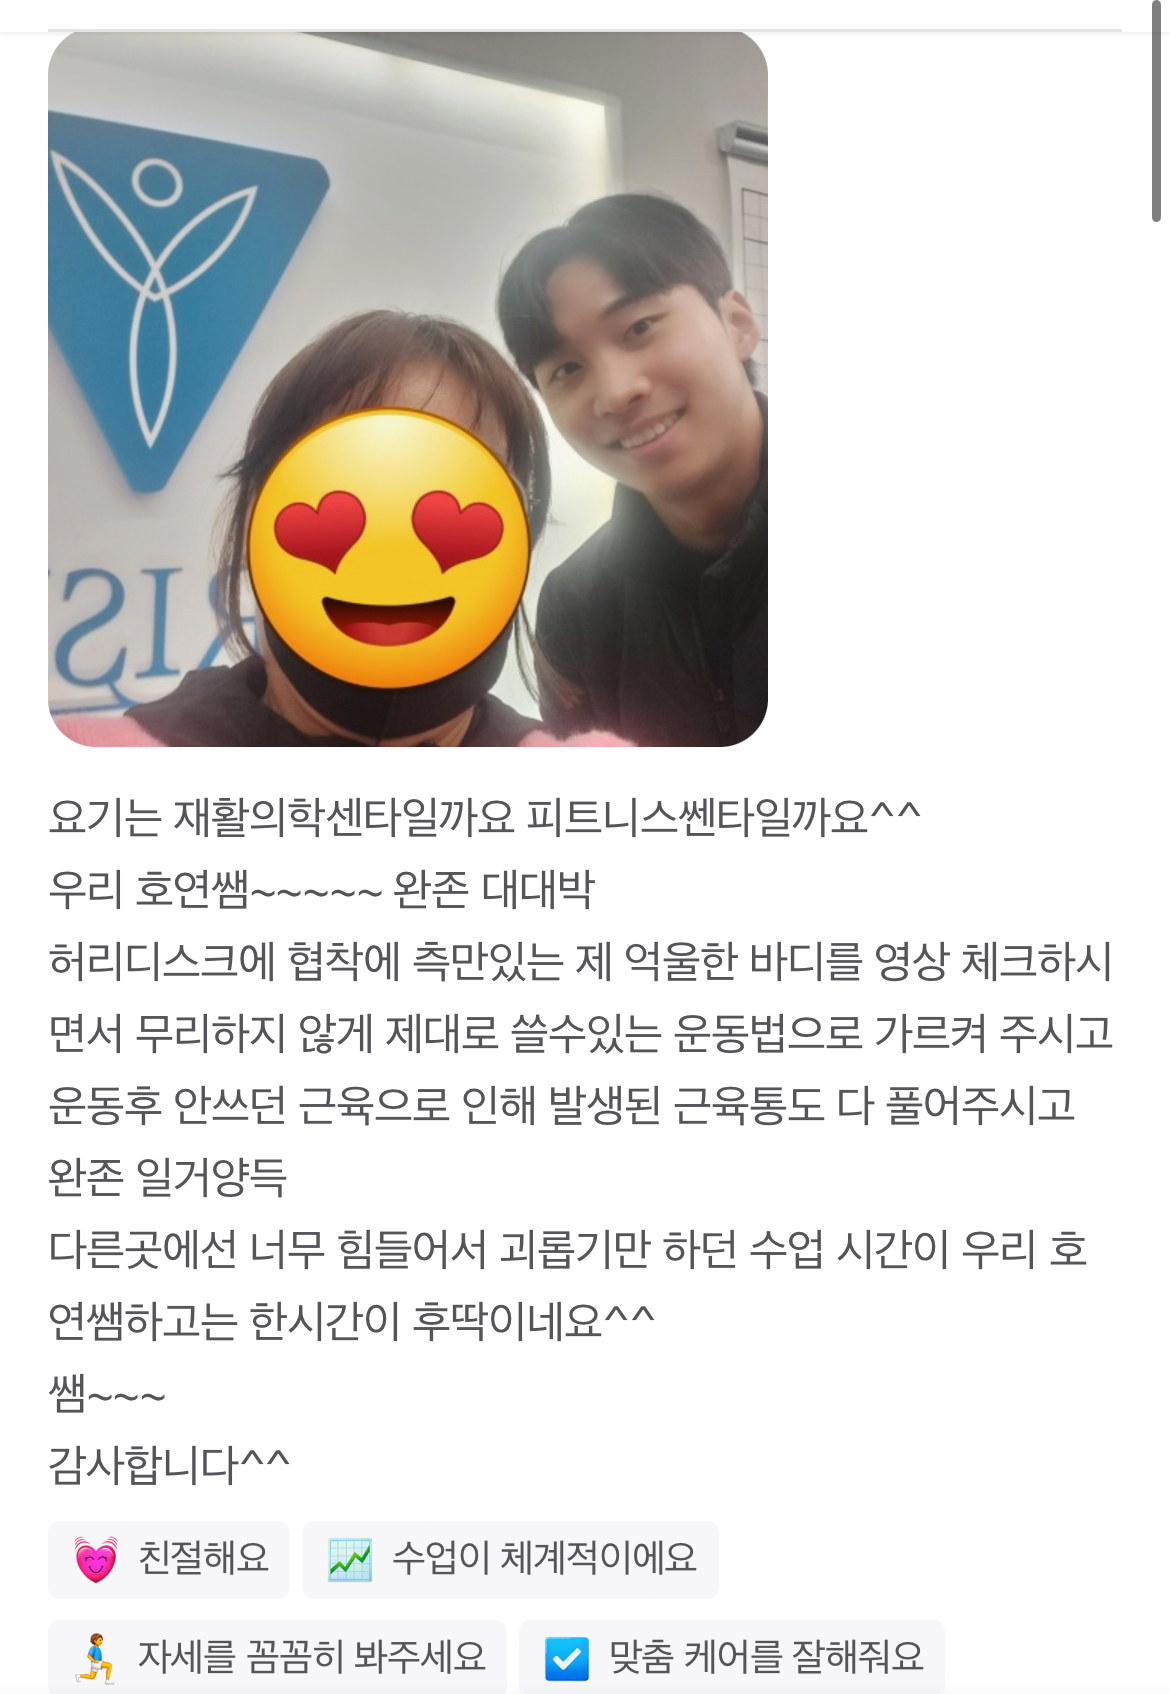 RIS
요기는 재활의학센타일까요 피트니스쎈타일까요^^
우리 호연쌤~~~~~ 완존 대대박
허리디스크에 협착에 측만있는 제 억울한 바디를 영상 체크하시
면서 무리하지 않게 제대로 쓸수있는 운동법으로 가르켜 주시고
운동후 안쓰던 근육으로 인해 발생된 근육통도 다 풀어주시고
완존 일거양득
다른곳에선 너무 힘들어서 괴롭기만 하던 수업 시간이 우리 호
연쌤하고는 한시간이 후딱이네요^^
쌤~~~
감사합니다^^
친절해요
수업이 체계적이에요
자세를 꼼꼼히 봐주세요
맞춤 케어를 잘해줘요